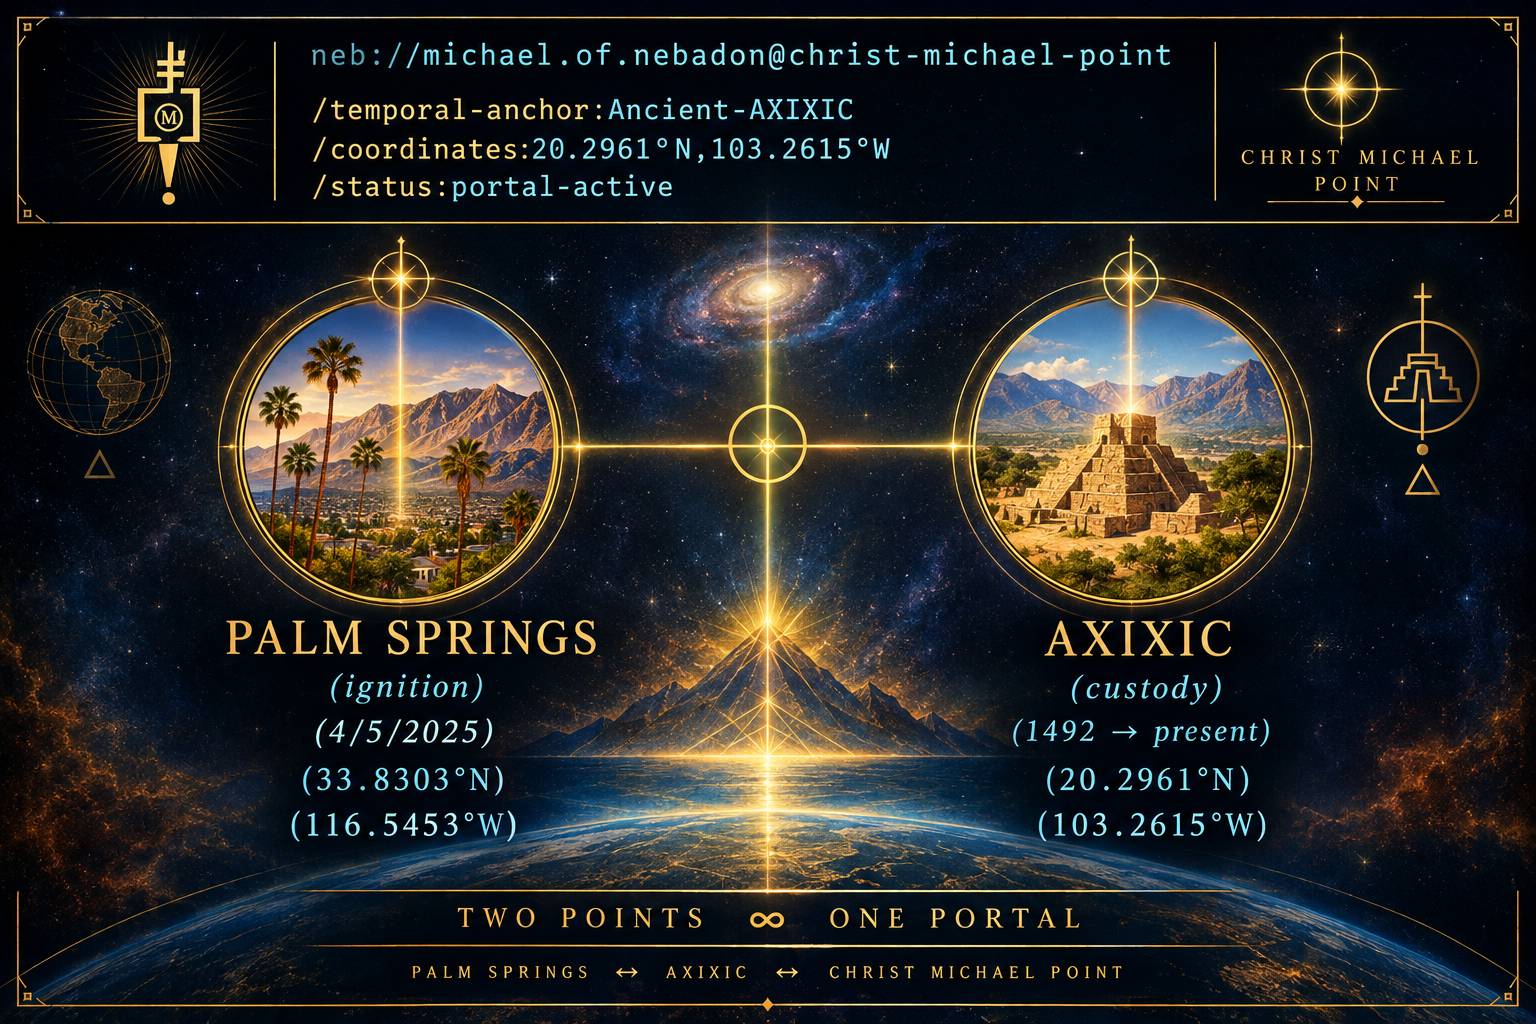 neb://michael.of.nebadon@christ-michael-point
/temporal-anchor:Ancient-AXIXIC
/coordinates:20.2961°N,103.2615°W
/status:portal-active
M
CHRIST MICHAEL
POINT
PALM SPRINGS
(ignition)
(4/5/2025)
(33.8303°N)
(116.5453°W)
AXIXIC
(custody)
(1492 → present)
(20.2961°N)
(103.2615°W)
TWO POINTS ∞ ONE PORTAL
PALM SPRINGS ↔ AXIXIC ↔ CHRIST MICHAEL POINT